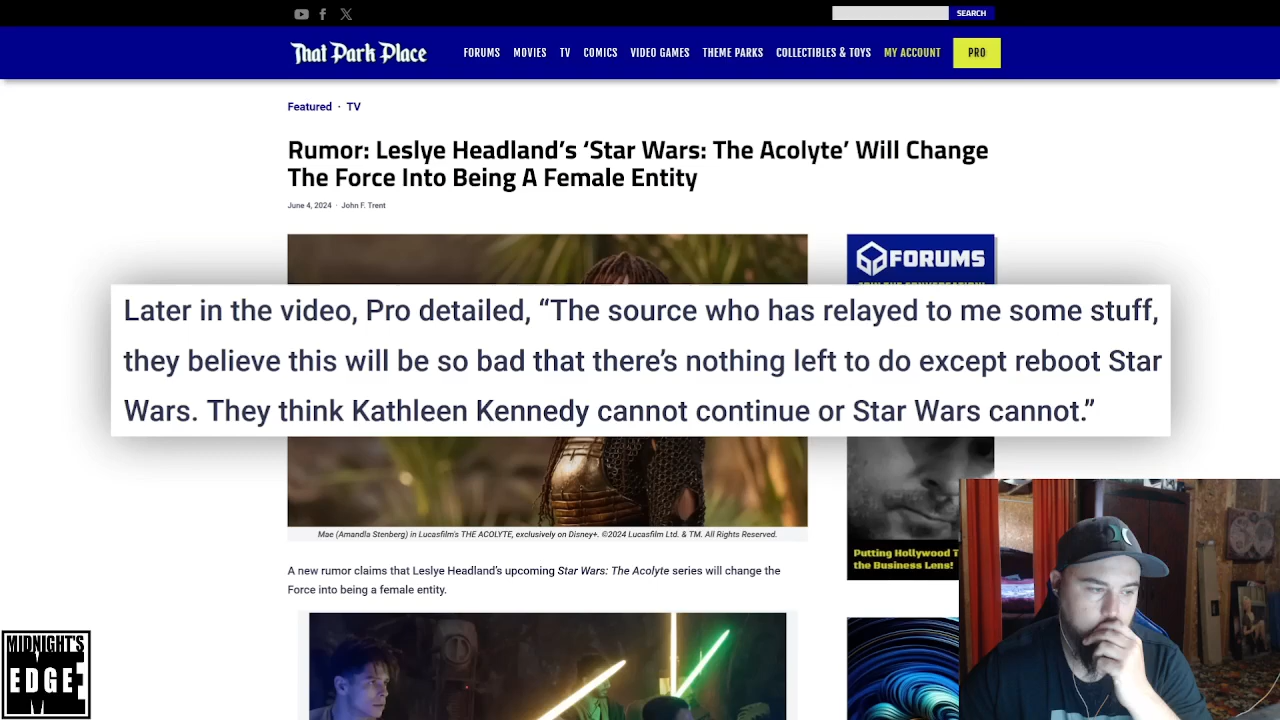 SEARCH
That Park Place
FORUMS MOVIES TV COMICS VIDEO GAMES THEME PARKS COLLECTIBLES & TOYS MY ACCOUNT PRO
Featured · TV
Rumor: Leslye Headland's ‘Star Wars: The Acolyte’ Will Change
The Force Into Being A Female Entity
June 4, 2024 · John F. Trent
FORUMS
Later in the video, Pro detailed, “The source who has relayed to me some stuff,
they believe this will be so bad that there’s nothing left to do except reboot Star
Wars. They think Kathleen Kennedy cannot continue or Star Wars cannot.”
Mae (Amandla Stenberg) in Lucasfilm's THE ACOLYTE, exclusively on Disney+. ©2024 Lucasfilm Ltd. & TM. All Rights Reserved.
Putting Hollywood T
the Business Lens!
A new rumor claims that Leslye Headland’s upcoming Star Wars: The Acolyte series will change the
Force into being a female entity.
MIDNIGHT'S
EDGE